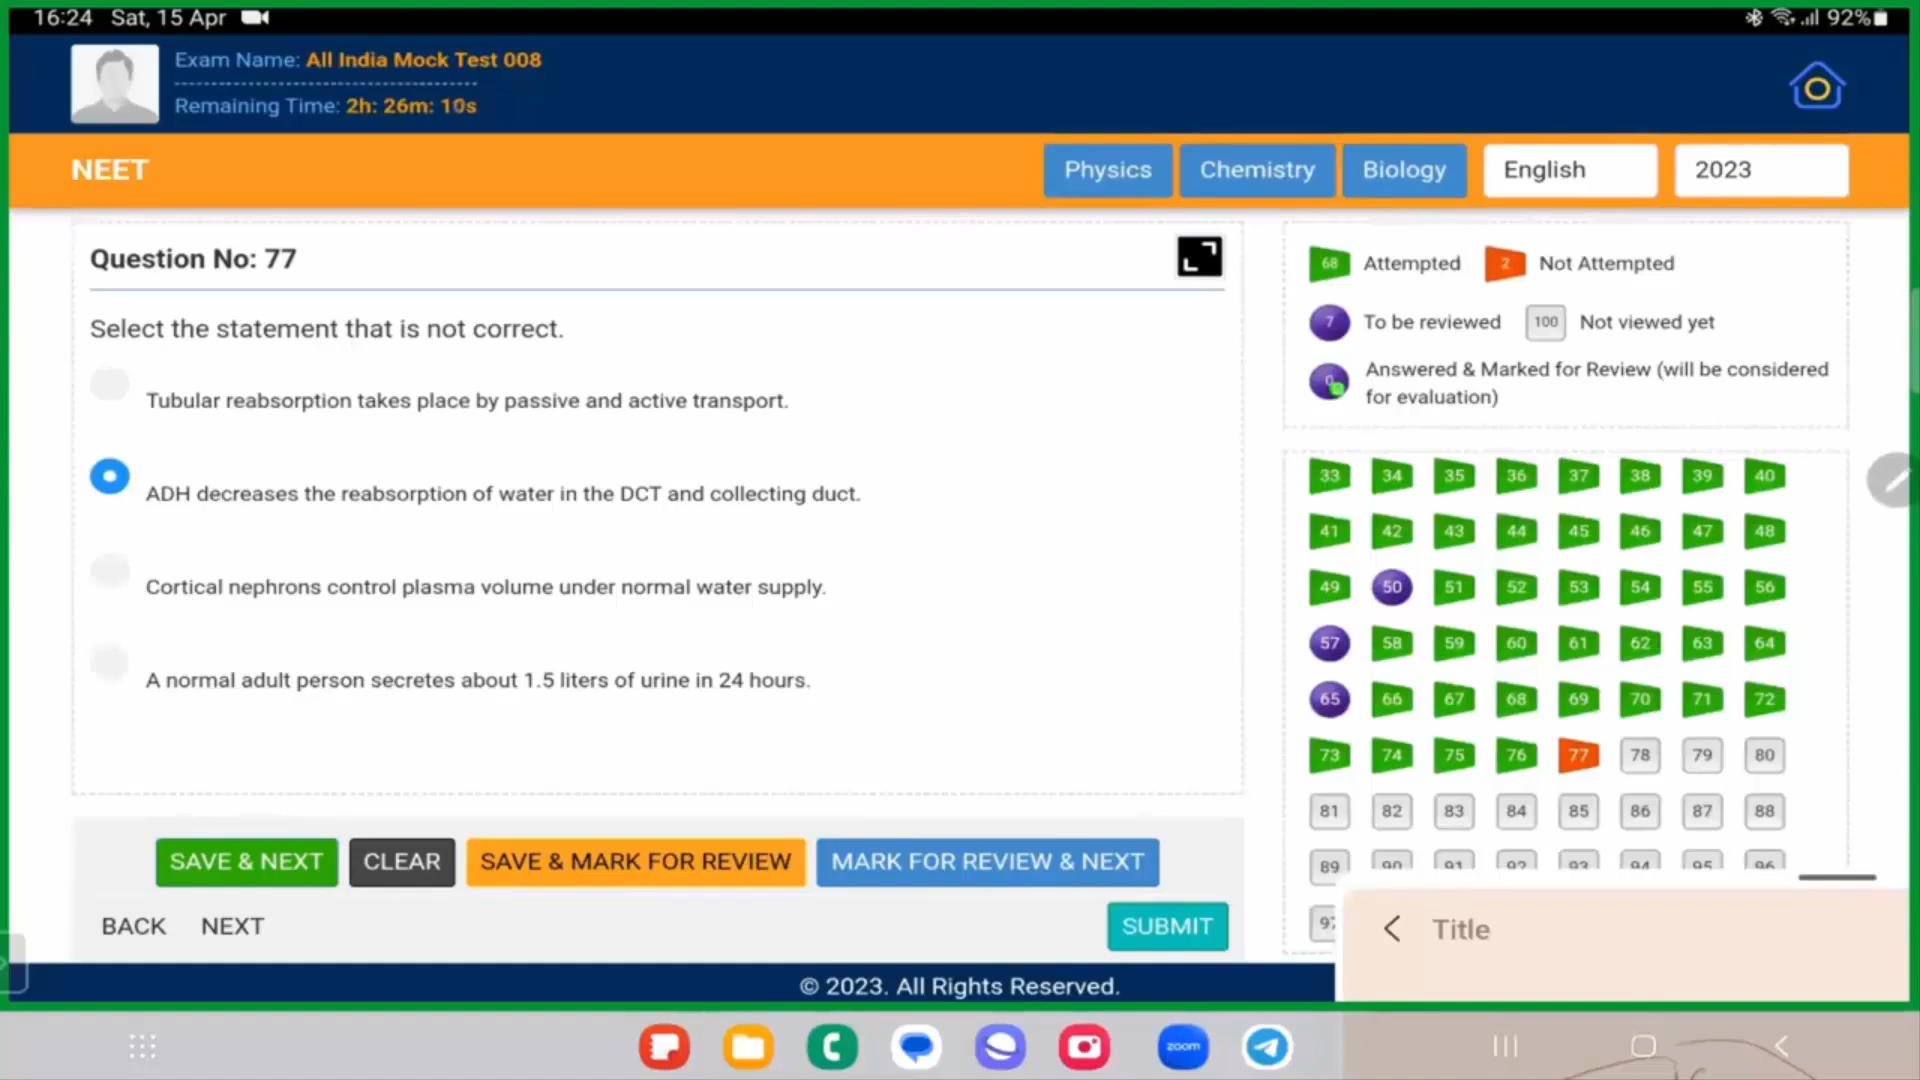 16:24 Sat, 15 Apr
92%
Exam Name: All India Mock Test 008
Remaining Time: 2h: 26m: 10s
NEET
Physics
Chemistry
Biology
English
2023
Question No: 77
Select the statement that is not correct.
Tubular reabsorption takes place by passive and active transport.
ADH decreases the reabsorption of water in the DCT and collecting duct.
Cortical nephrons control plasma volume under normal water supply.
A normal adult person secretes about 1.5 liters of urine in 24 hours.
SAVE & NEXT
CLEAR
SAVE & MARK FOR REVIEW
MARK FOR REVIEW & NEXT
BACK
NEXT
SUBMIT
68 Attempted
2 Not Attempted
7 To be reviewed
100 Not viewed yet
0 Answered & Marked for Review (will be considered
for evaluation)
33 34 35 36 37 38 39 40
41 42 43 44 45 46 47 48
49 50 51 52 53 54 55 56
57 58 59 60 61 62 63 64
65 66 67 68 69 70 71 72
73 74 75 76 77 78 79 80
81 82 83 84 85 86 87 88
89 90 91 92 93 94 95 96
97
Title
© 2023. All Rights Reserved.
zoom